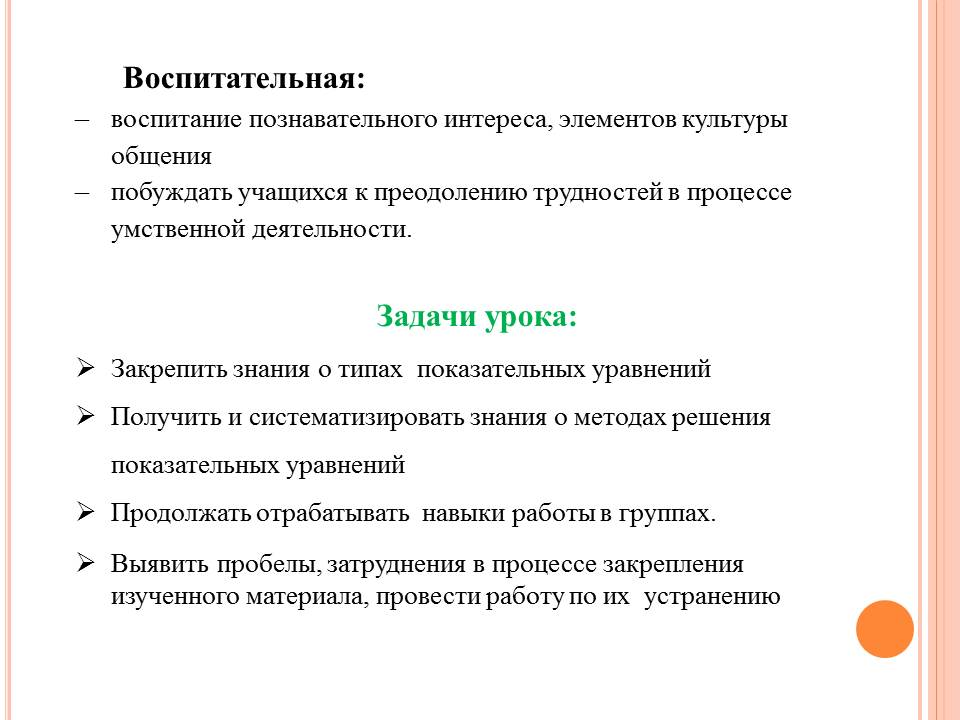 Воспитательная:
– воспитание познавательного интереса, элементов культуры
общения
– побуждать учащихся к преодолению трудностей в процессе
умственной деятельности.
Задачи урока:
➢ Закрепить знания о типах показательных уравнений
➢ Получить и систематизировать знания о методах решения
показательных уравнений
➢ Продолжать отрабатывать навыки работы в группах.
➢ Выявить пробелы, затруднения в процессе закрепления
изученного материала, провести работу по их устранению